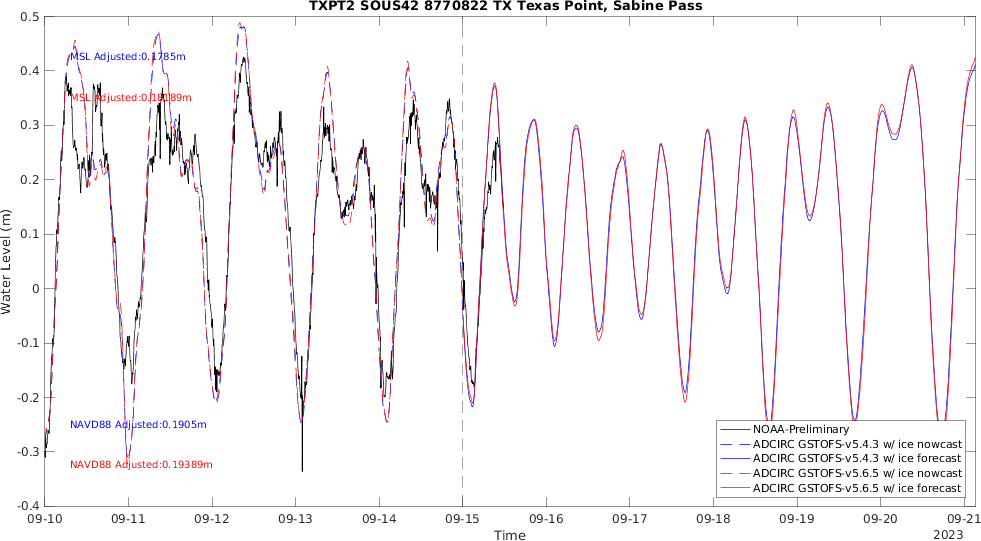 TXPT2 SOUS42 8770822 TX Texas Point, Sabine Pass
Water Level (m)
0.5
0.4
0.3
0.2
0.1
0
-0.1
-0.2
-0.3
-0.4
MSL Adjusted:0.1785m
MSL Adjusted:0.18189m
NAVD88 Adjusted:0.1905m
NAVD88 Adjusted:0.19389m
NOAA-Preliminary
ADCIRC GSTOFS-v5.4.3 w/ ice nowcast
ADCIRC GSTOFS-v5.4.3 w/ ice forecast
ADCIRC GSTOFS-v5.6.5 w/ ice nowcast
ADCIRC GSTOFS-v5.6.5 w/ ice forecast
09-10 09-11 09-12 09-13 09-14 09-15 09-16 09-17 09-18 09-19 09-20 09-21
2023
Time